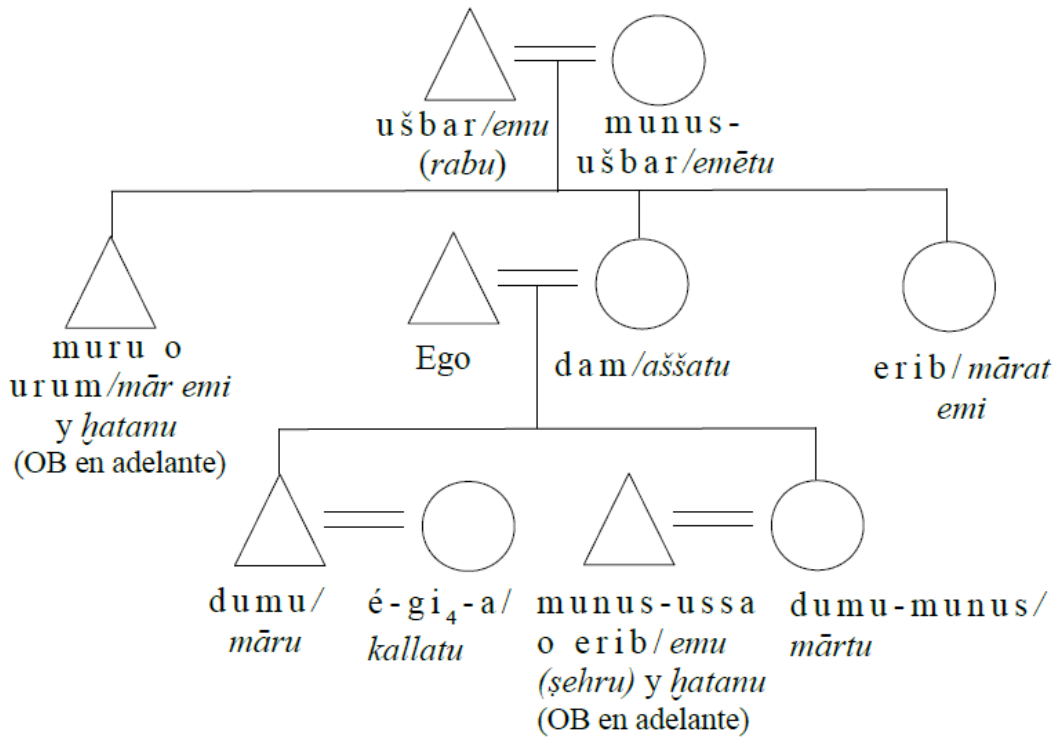 ušbar/emu
(rabu)
munus-
ušbar/emētu
muru o
urum/mār emi
y ḫatanu
(OB en adelante)
Ego
dam/aššatu
erib/mārat
emi
dumu/
māru
é-gi₄-a/
kallatu
munus-ussa
o erib/emu
(ṣehru) y ḫatanu
(OB en adelante)
dumu-munus/
mārtu